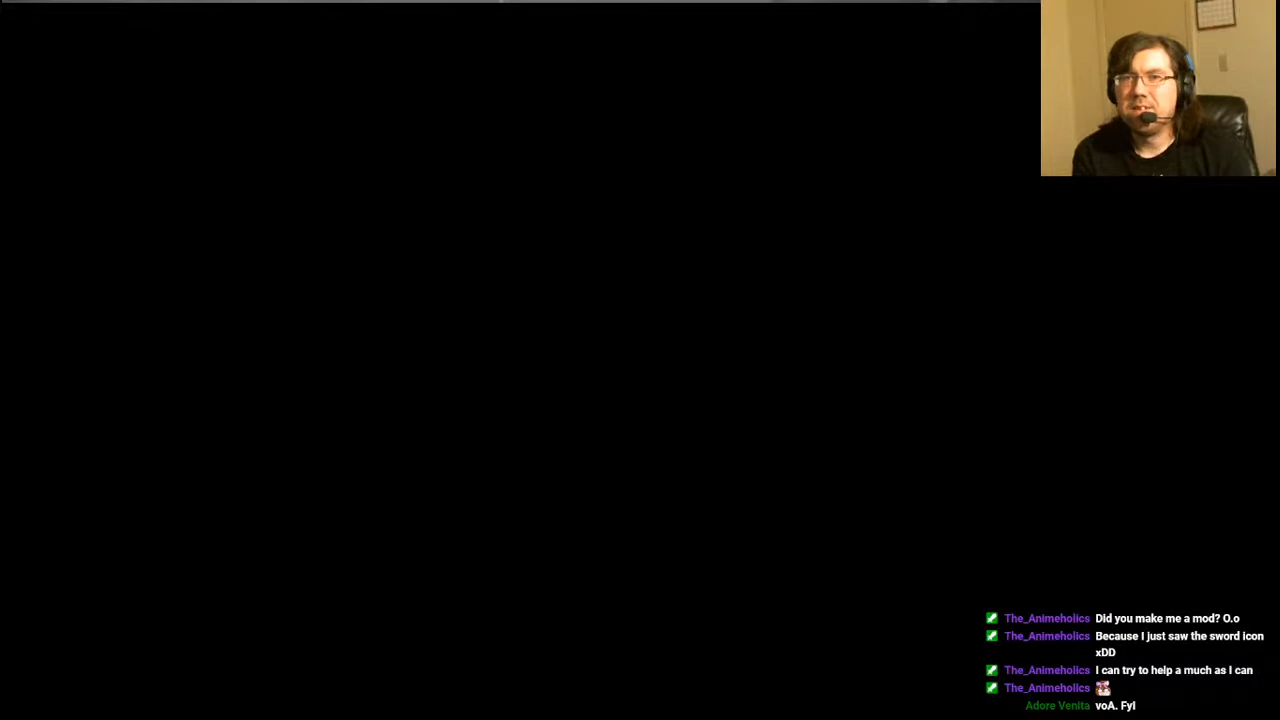 The_Animeholics Did you make me a mod? O.o
The_Animeholics Because I just saw the sword icon
xDD
The_Animeholics I can try to help a much as I can
The_Animeholics
Adore Venita voA. FyI